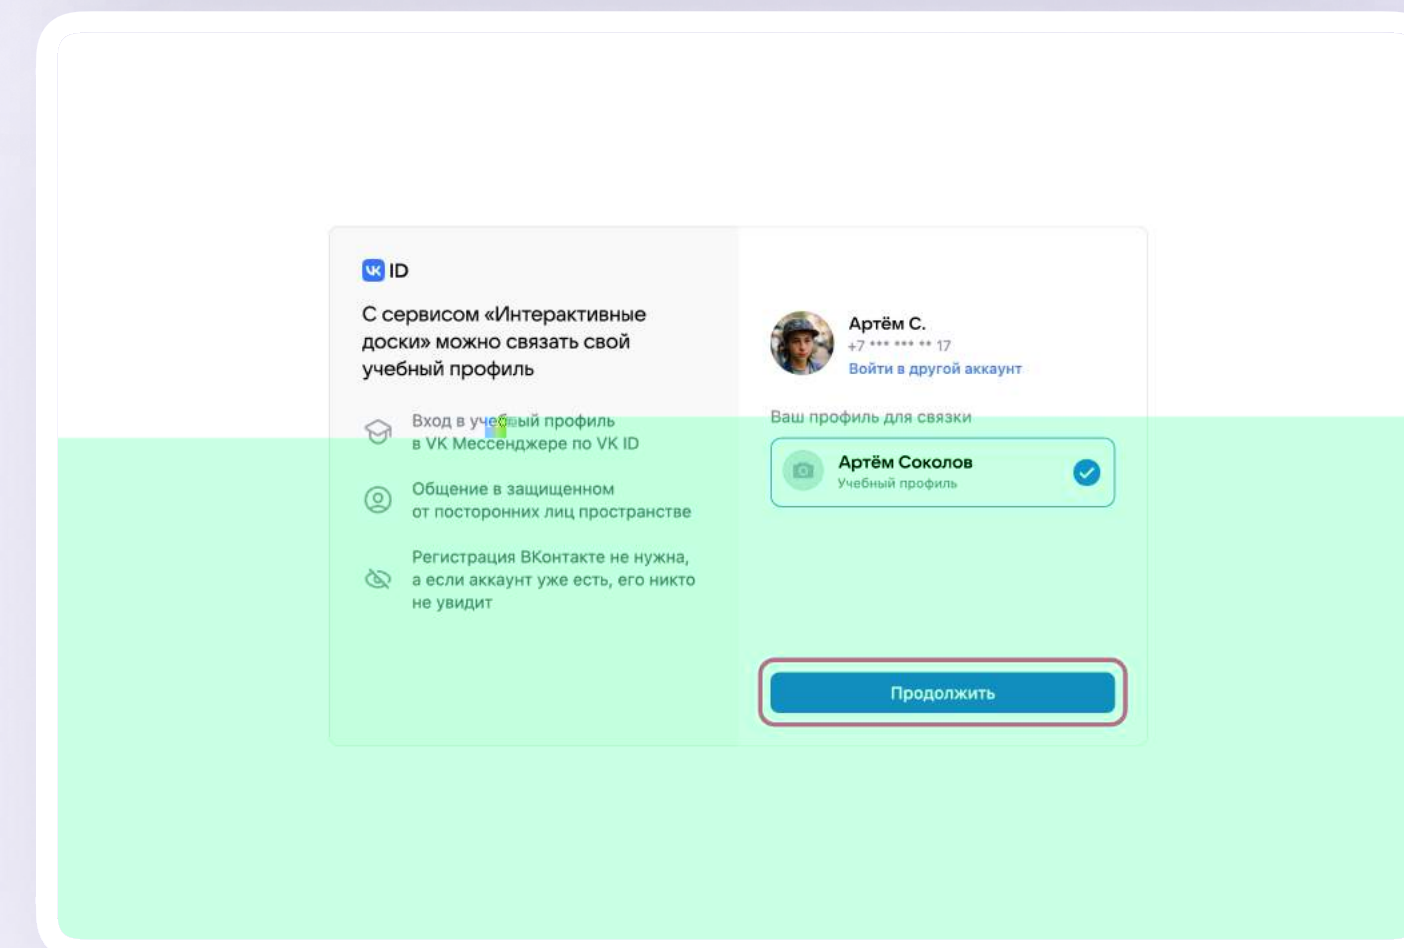 VK ID
С сервисом «Интерактивные
доски» можно связать свой
учебный профиль
Вход в учебный профиль
в VK Мессенджере по VK ID
Общение в защищенном
от посторонних лиц пространстве
Регистрация ВКонтакте не нужна,
а если аккаунт уже есть, его никто
не увидит
Артём С.
+7 *** *** ** 17
Войти в другой аккаунт
Ваш профиль для связки
Артём Соколов
Учебный профиль
Продолжить